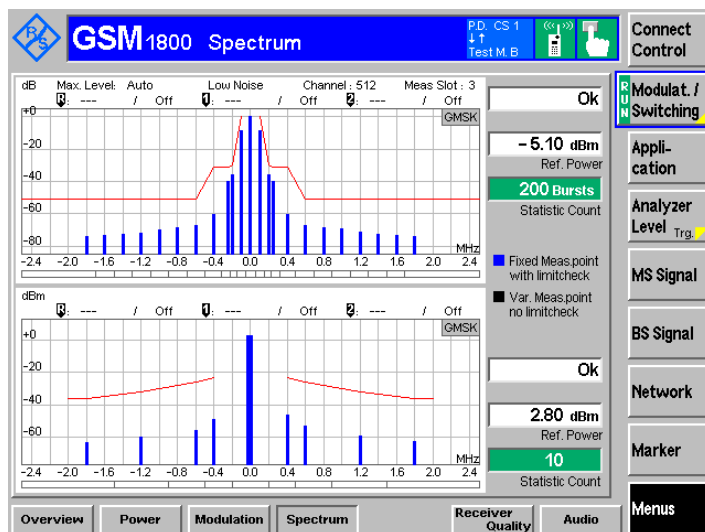 R/S
GSM1800 Spectrum
P.D. CS 1
↓↑
Test M. B
Connect Control
dB Max. Level: Auto Low Noise Channel : 512 Meas Slot : 3
R: --- / Off 1: --- / Off 2: --- / Off
GMSK
+0
-20
-40
-60
-80
MHz
-2.4 -2.0 -1.6 -1.2 -0.8 -0.4 0.0 0.4 0.8 1.2 1.6 2.0 2.4
Ok
-5.10 dBm
Ref. Power
200 Bursts
Statistic Count
Fixed Meas.point
with limitcheck
Var. Meas.point
no limitcheck
dBm
R: --- / Off 1: --- / Off 2: --- / Off
GMSK
+0
-20
-40
-60
MHz
-2.4 -2.0 -1.6 -1.2 -0.8 -0.4 0.0 0.4 0.8 1.2 1.6 2.0 2.4
Ok
2.80 dBm
Ref. Power
10
Statistic Count
RUN
Modulat. /
Switching
Appli-
cation
Analyzer
Level Trg.
MS Signal
BS Signal
Network
Marker
Menus
Overview Power Modulation Spectrum
Receiver
Quality
Audio